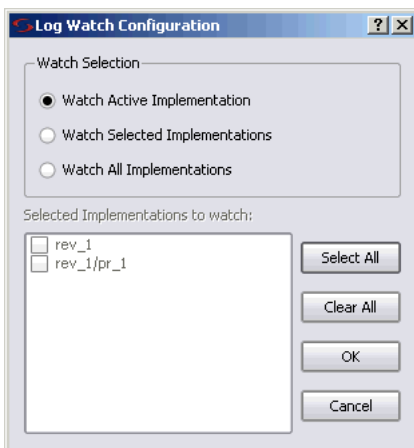 Log Watch Configuration
Watch Selection
Watch Active Implementation
Watch Selected Implementations
Watch All Implementations
Selected Implementations to watch:
rev_1
rev_1/pr_1
Select All
Clear All
OK
Cancel